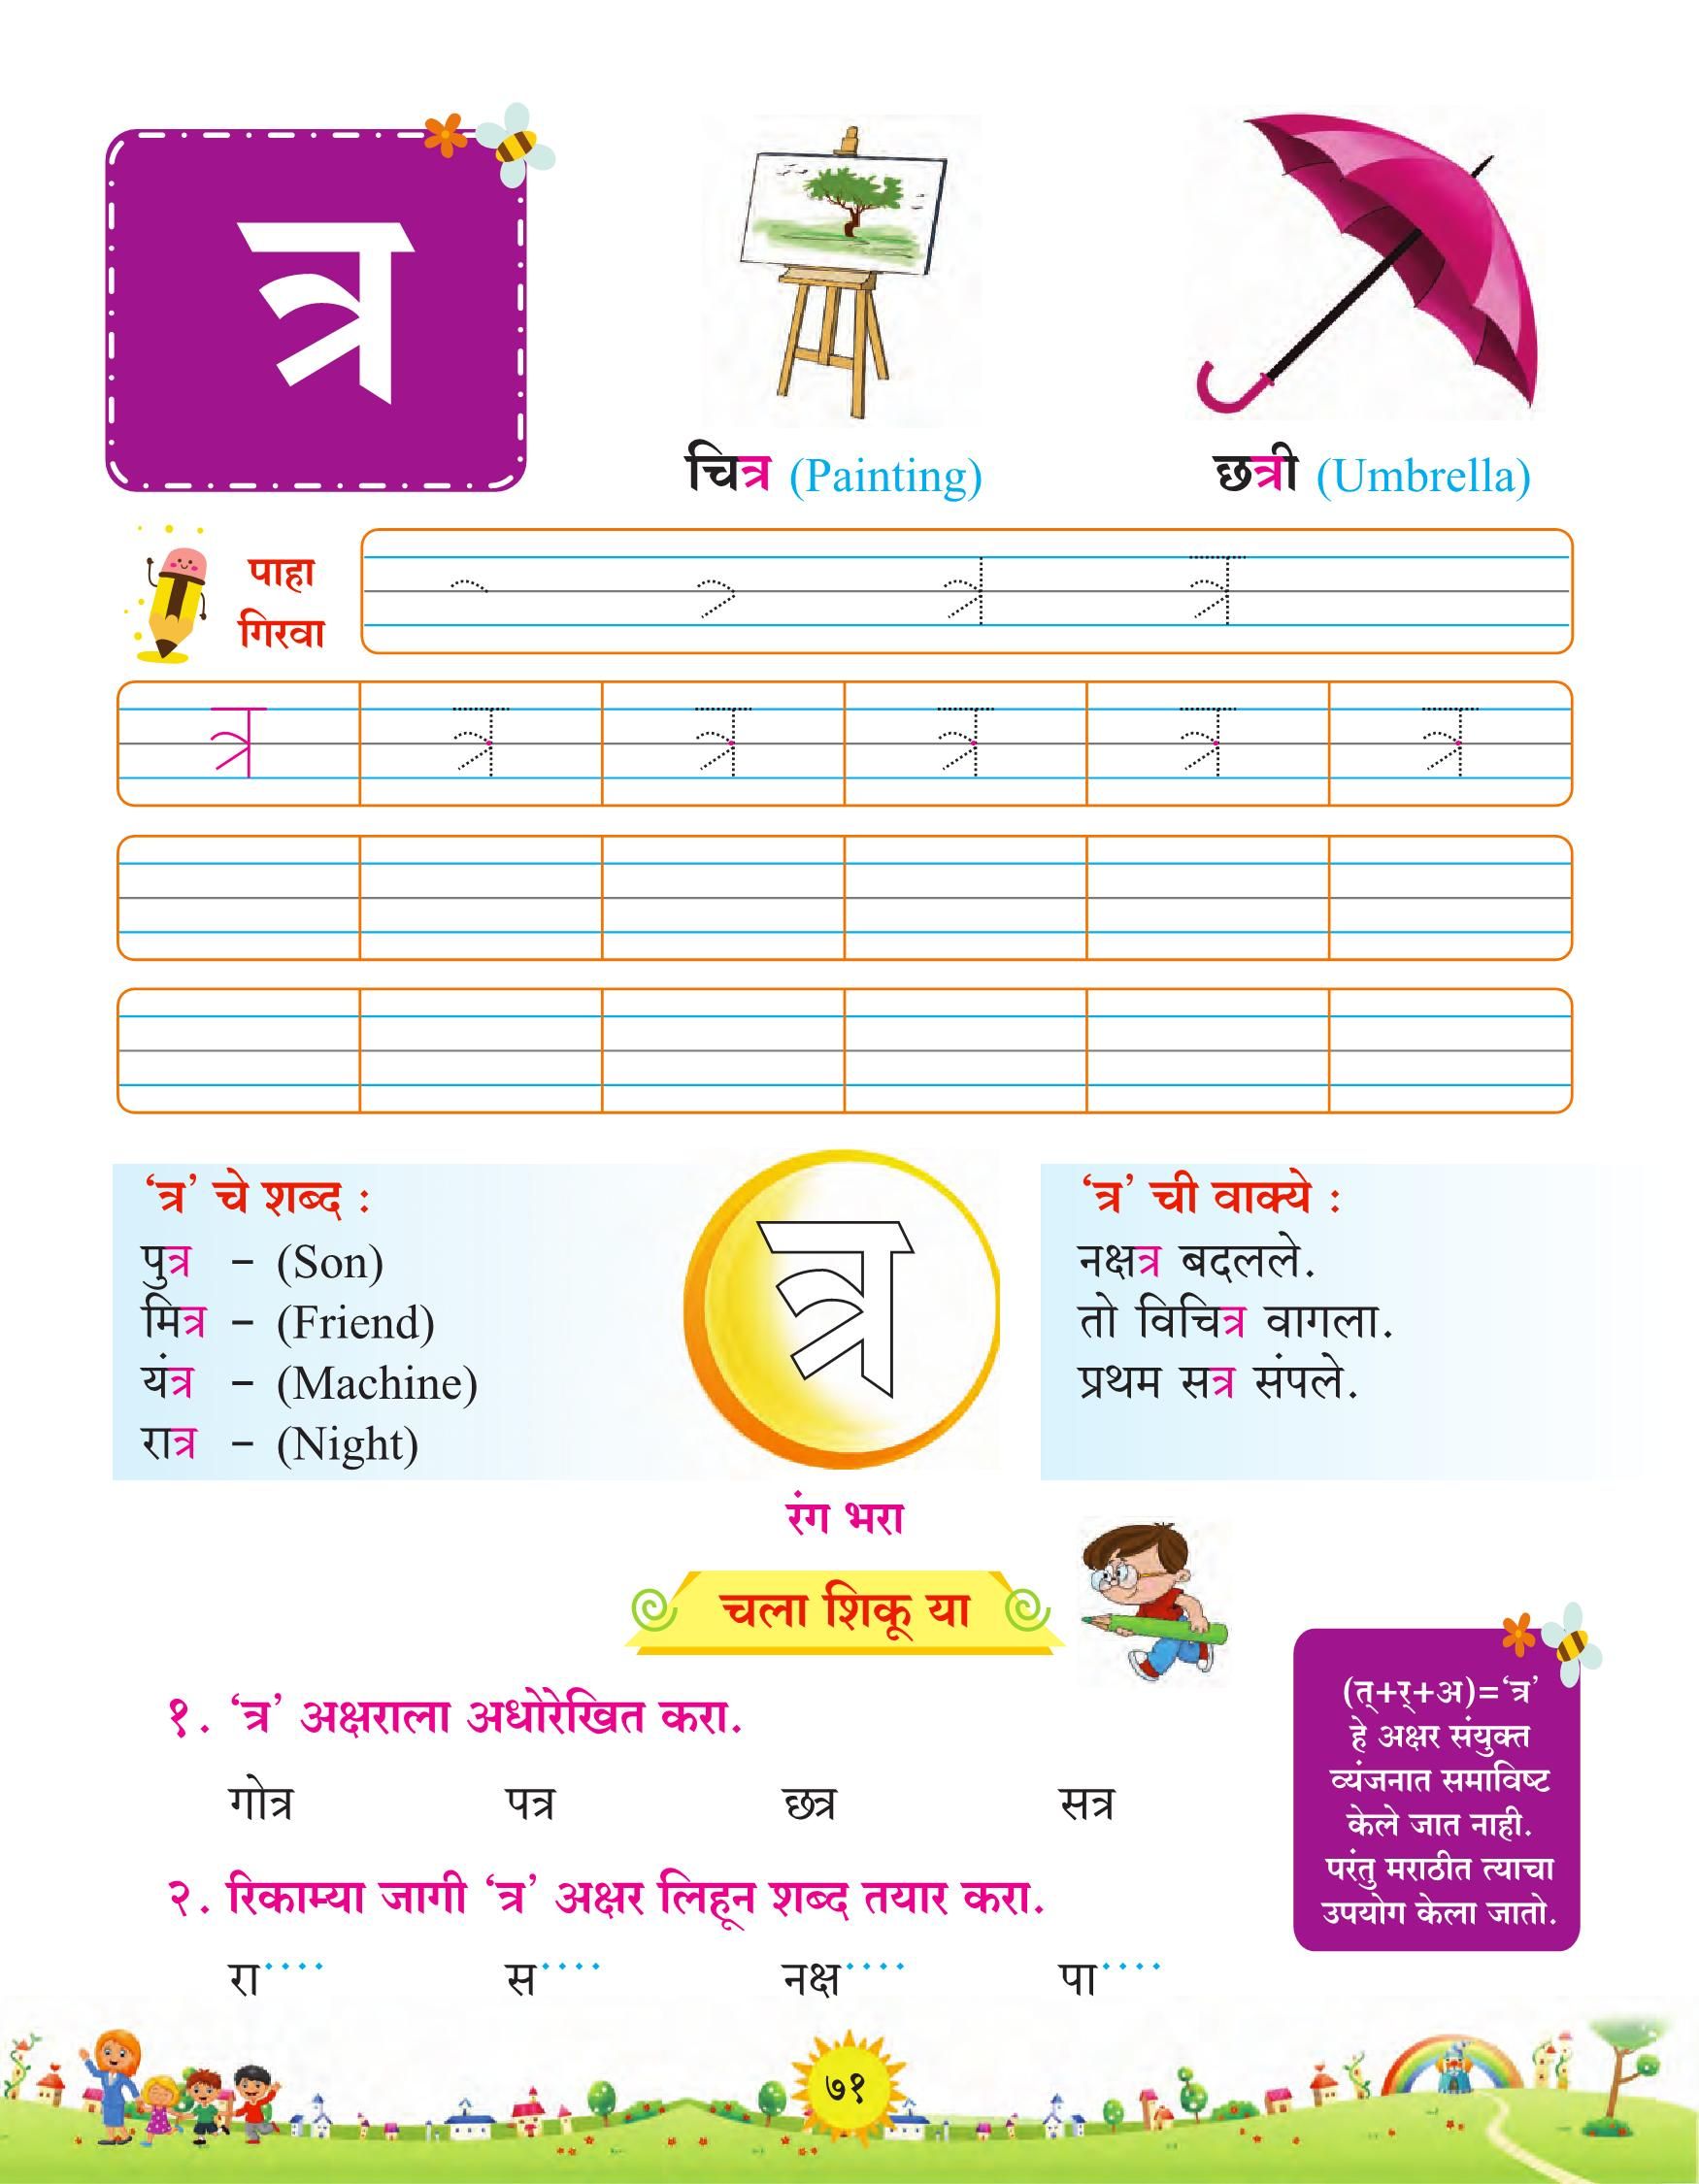 त्र
चित्र (Painting)
छत्री (Umbrella)
पाहा
गिरवा
त्र त्र
त्र त्र त्र त्र त्र त्र
‘त्र’ चे शब्द :
पुत्र – (Son)
मित्र – (Friend)
यंत्र – (Machine)
रात्र – (Night)
त्र
रंग भरा
‘त्र’ ची वाक्ये :
नक्षत्र बदलले.
तो विचित्र वागला.
प्रथम सत्र संपले.
चला शिकू या
१. ‘त्र’ अक्षराला अधोरेखित करा.
गोत्र पत्र छत्र सत्र
२. रिकाम्या जागी ‘त्र’ अक्षर लिहून शब्द तयार करा.
रा···· स···· नक्ष···· पा····
(त्+र्+अ)=‘त्र’
हे अक्षर संयुक्त
व्यंजनात समाविष्ट
केले जात नाही.
परंतु मराठीत त्याचा
उपयोग केला जातो.
७१